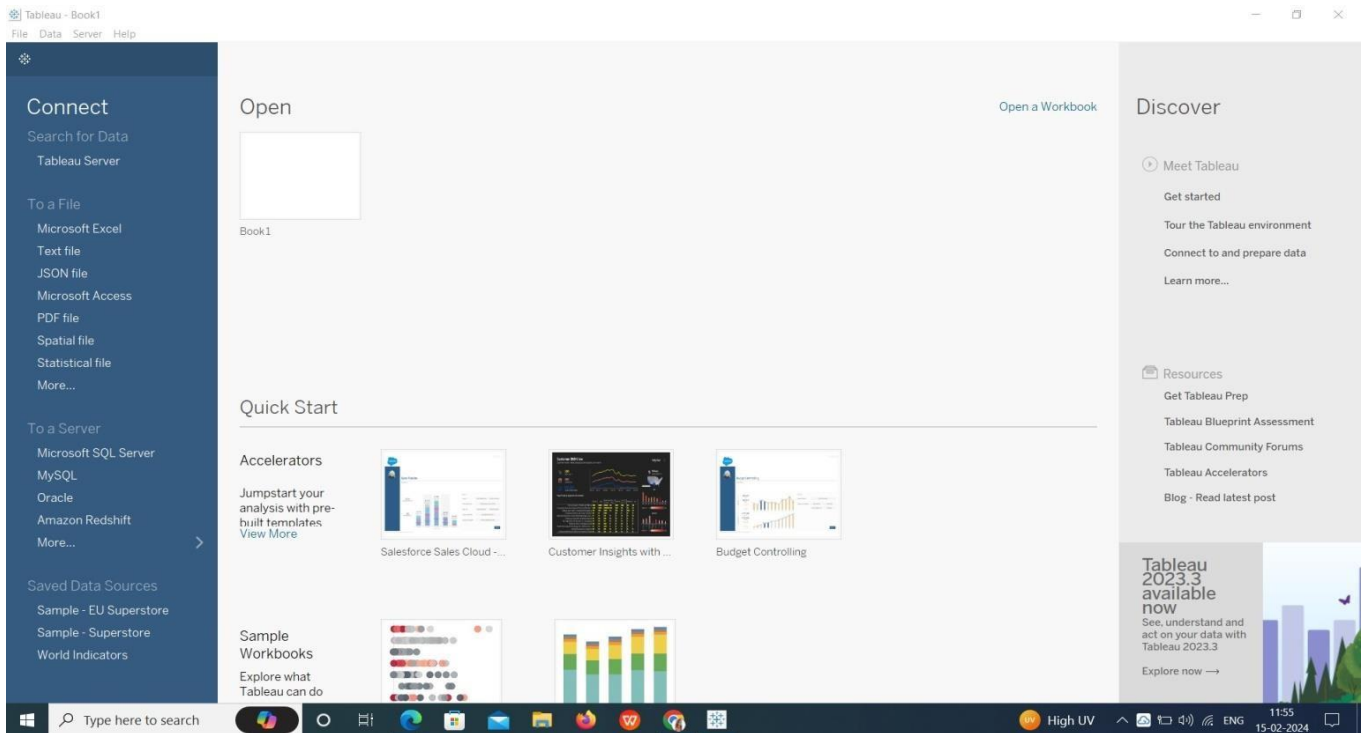 Tableau - Book1
File Data Server Help
Connect
Search for Data
Tableau Server
To a File
Microsoft Excel
Text file
JSON file
Microsoft Access
PDF file
Spatial file
Statistical file
More...
To a Server
Microsoft SQL Server
MySQL
Oracle
Amazon Redshift
More...
Saved Data Sources
Sample - EU Superstore
Sample - Superstore
World Indicators
Open
Open a Workbook
Book1
Quick Start
Accelerators
Jumpstart your
analysis with pre-
built templates
View More
Salesforce Sales Cloud -...
Customer Insights with ...
Budget Controlling
Sample
Workbooks
Explore what
Tableau can do
Discover
Meet Tableau
Get started
Tour the Tableau environment
Connect to and prepare data
Learn more...
Resources
Get Tableau Prep
Tableau Blueprint Assessment
Tableau Community Forums
Tableau Accelerators
Blog - Read latest post
Tableau
2023.3
available
now
See, understand and
act on your data with
Tableau 2023.3
Explore now →
Type here to search
UV High UV
ENG
11:55
15-02-2024